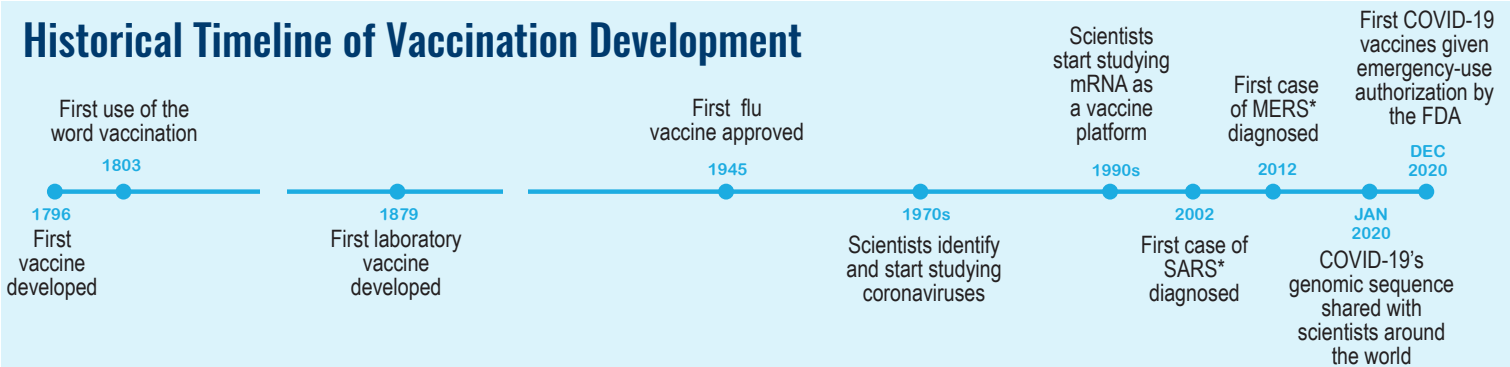 Historical Timeline of Vaccination Development
First use of the
word vaccination
1803
1796
First
vaccine
developed
1879
First laboratory
vaccine
developed
First flu
vaccine approved
1945
1970s
Scientists identify
and start studying
coronaviruses
Scientists
start studying
mRNA as
a vaccine
platform
1990s
2002
First case of
SARS*
diagnosed
First case
of MERS*
diagnosed
2012
JAN
2020
COVID-19’s
genomic sequence
shared with
scientists around
the world
First COVID-19
vaccines given
emergency-use
authorization by
the FDA
DEC
2020